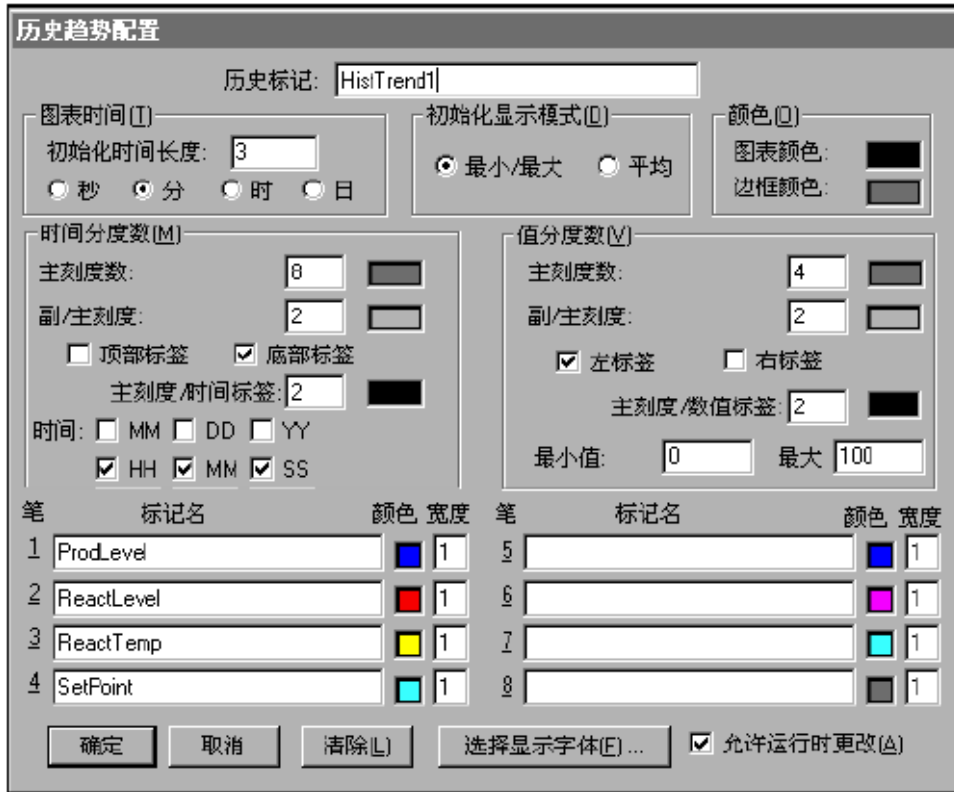 历史趋势配置
历史标记: HistTrend1
图表时间(T)
初始化时间长度: 3
秒 分 时 日
初始化显示模式(D)
最小/最大 平均
颜色(O)
图表颜色:
边框颜色:
时间分度数(M)
主刻度数: 8
副/主刻度: 2
顶部标签 底部标签
主刻度/时间标签: 2
时间: MM DD YY
HH MM SS
值分度数(V)
主刻度数: 4
副/主刻度: 2
左标签 右标签
主刻度/数值标签: 2
最小值: 0 最大 100
笔 标记名 颜色 宽度 笔 标记名 颜色 宽度
1 ProdLevel 1 5 1
2 ReactLevel 1 6 1
3 ReactTemp 1 7 1
4 SetPoint 1 8 1
确定 取消 清除(L) 选择显示字体(F) ... 允许运行时更改(A)